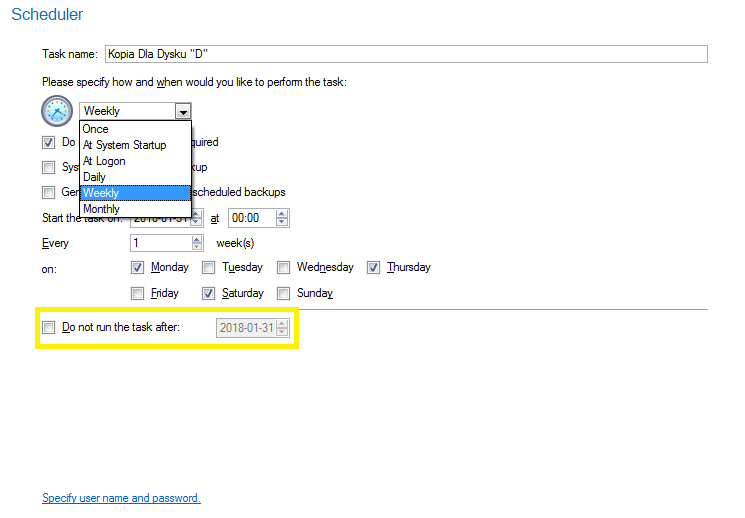 Scheduler
Task name: Kopia Dla Dysku "D"
Please specify how and when would you like to perform the task:
Weekly
Once
At System Startup
At Logon
Daily
Weekly
Monthly
Do quired
Sys kup
Gen scheduled backups
Start the task on: 2018-01-31 at 00:00
Every 1 week(s)
on: Monday Tuesday Wednesday Thursday
Friday Saturday Sunday
Do not run the task after: 2018-01-31
Specify user name and password.